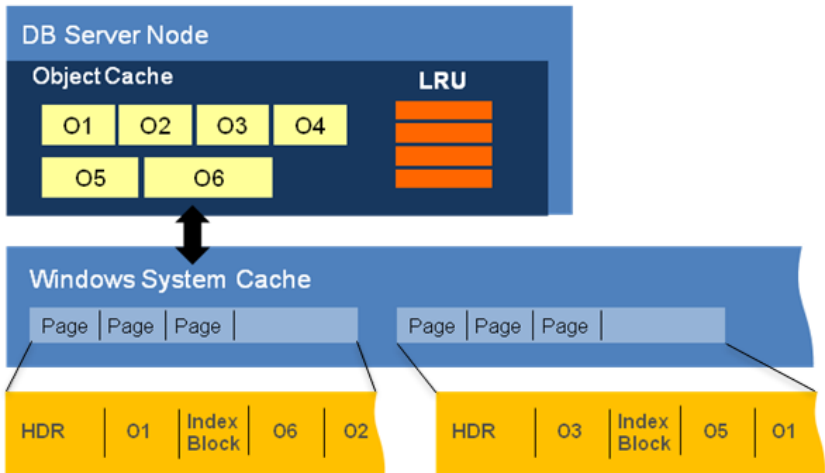 DB Server Node
Object Cache
LRU
O1 O2 O3 O4
O5 O6
Windows System Cache
Page Page Page
Page Page Page
HDR O1 Index Block O6 O2
HDR O3 Index Block O5 O1